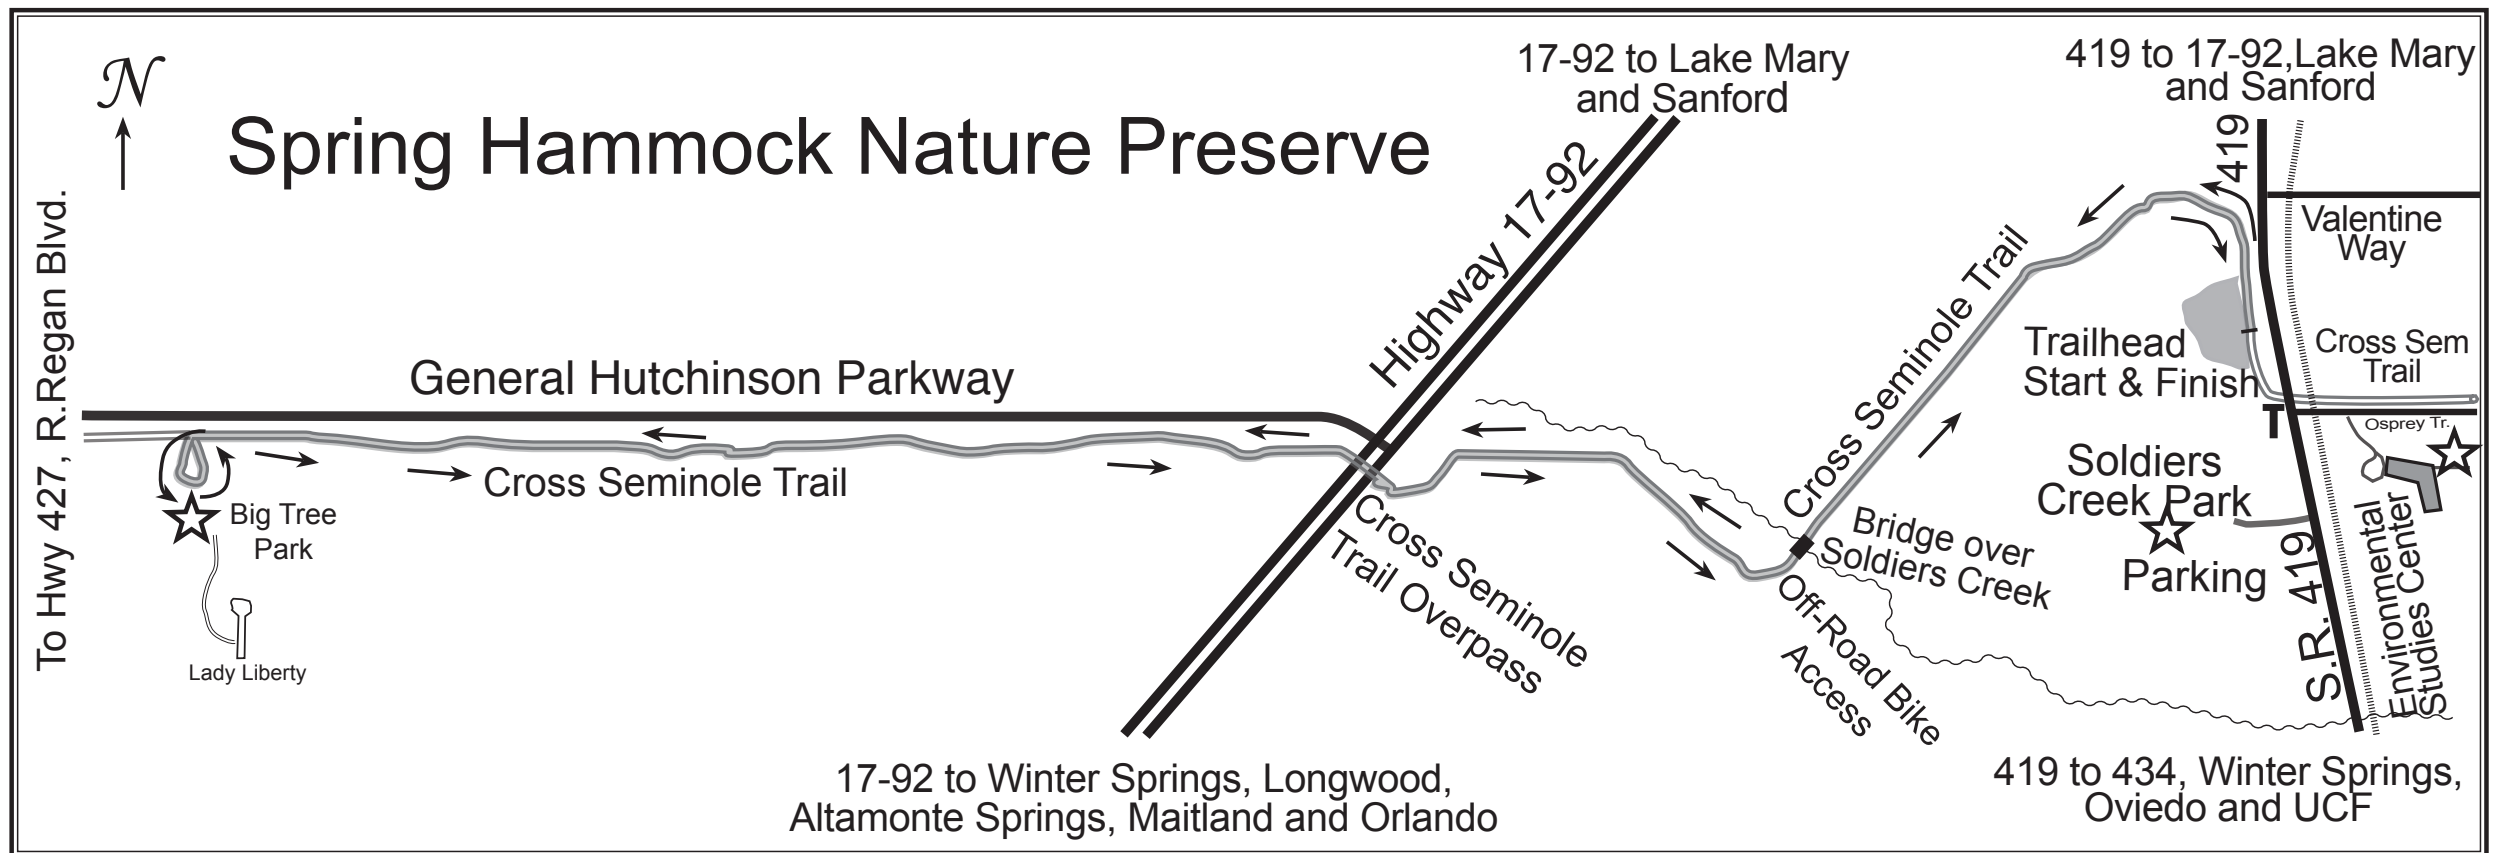 N
Spring Hammock Nature Preserve
17-92 to Lake Mary
and Sanford
419 to 17-92,Lake Mary
and Sanford
419
Highway 17-92
Valentine
Way
To Hwy 427, R.Regan Blvd.
General Hutchinson Parkway
Cross Seminole Trail
Cross Seminole Trail
Trailhead
Start & Finish
Cross Sem
Trail
T
Osprey Tr.
Soldiers
Creek Park
Parking
Big Tree
Park
Lady Liberty
Cross Seminole
Trail Overpass
Bridge over
Soldiers Creek
Off-Road Bike
Access
S.R. 419
Environmental
Studies Center
17-92 to Winter Springs, Longwood,
Altamonte Springs, Maitland and Orlando
419 to 434, Winter Springs,
Oviedo and UCF